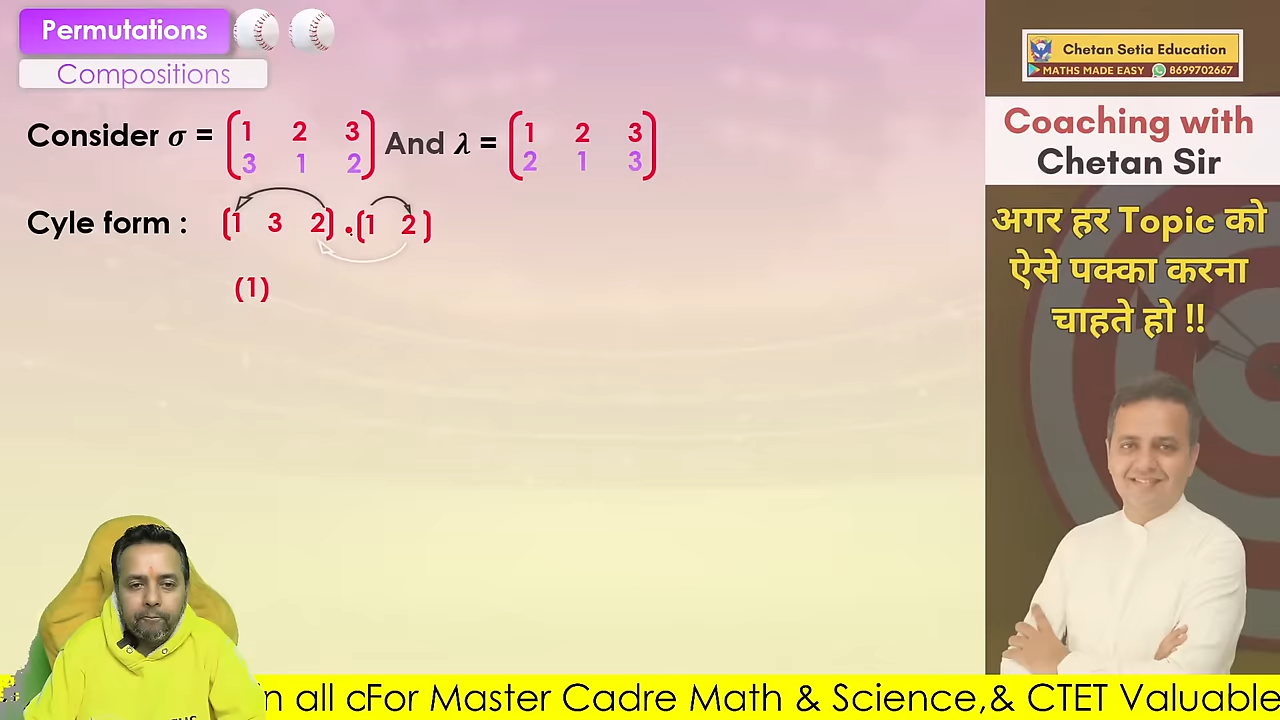 Permutations
Compositions
Consider σ = (1 2 3 And λ = (1 2 3
3 1 2) 2 1 3)
Cyle form : (1 3 2) . (1 2)
(1)
Chetan Setia Education
MATHS MADE EASY 8699702667
Coaching with
Chetan Sir
अगर हर Topic को
ऐसे पक्का करना
चाहते हो !!
n all cFor Master Cadre Math & Science,& CTET Valuable